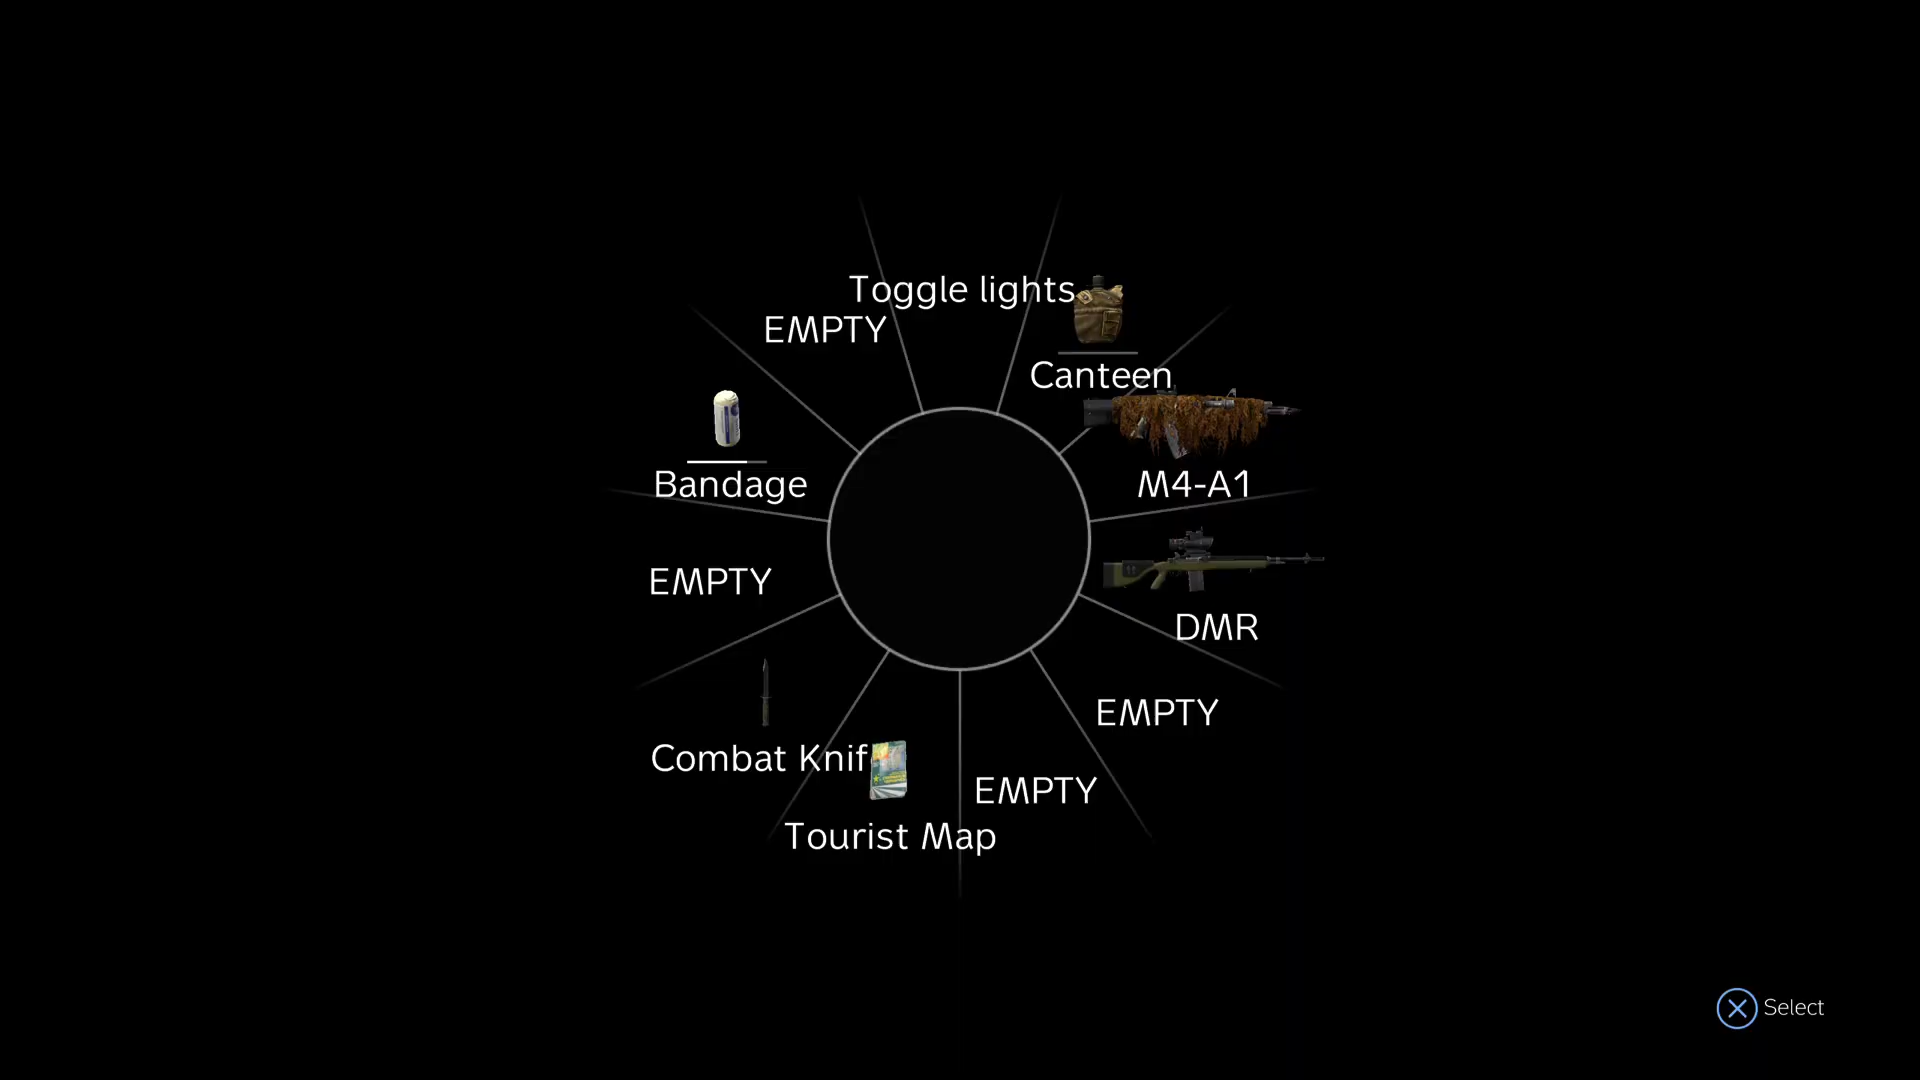 Toggle lights
EMPTY
Canteen
Bandage
M4-A1
EMPTY
DMR
EMPTY
Combat Knif
EMPTY
Tourist Map
Select